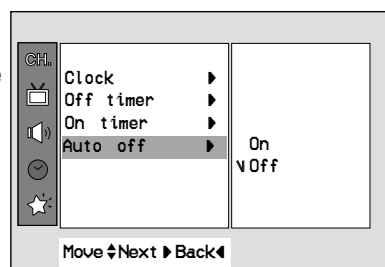 CH.
Clock ▶
Off timer ▶
On timer ▶
Auto off ▶
On
√ Off
Move ▲▼ Next ▶ Back ◀